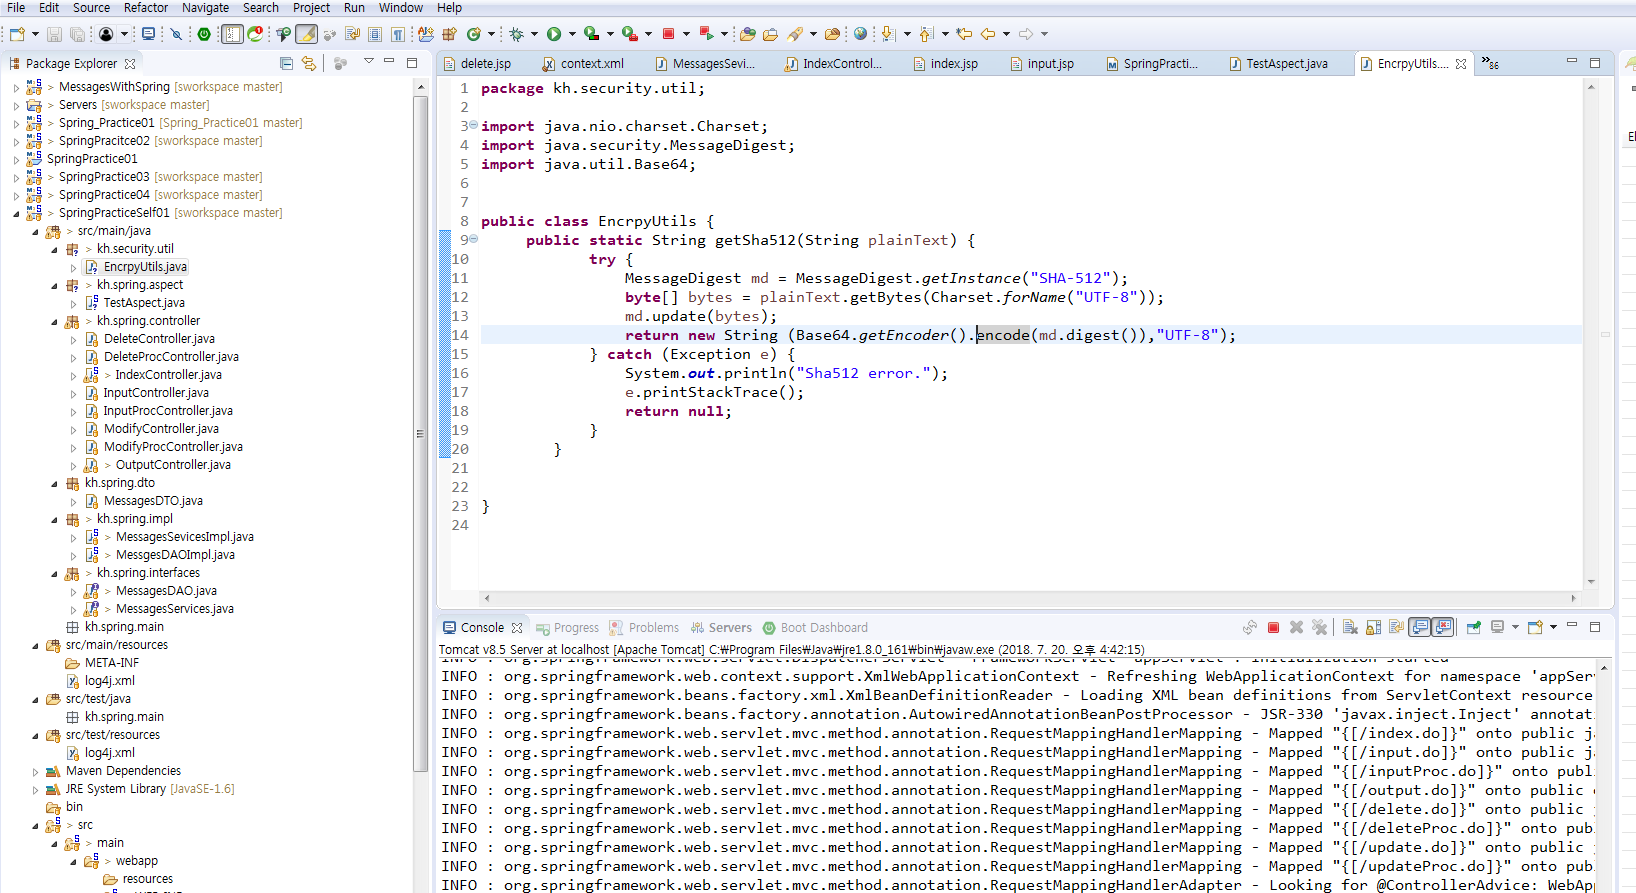 File Edit Source Refactor Navigate Search Project Run Window Help
Package Explorer
> MessagesWithSpring [sworkspace master]
> Servers [sworkspace master]
> Spring_Practice01 [Spring_Practice01 master]
> SpringPracitce02 [sworkspace master]
SpringPractice01
> SpringPractice03 [sworkspace master]
> SpringPractice04 [sworkspace master]
> SpringPracticeSelf01 [sworkspace master]
> src/main/java
> kh.security.util
EncrpyUtils.java
> kh.spring.aspect
TestAspect.java
> kh.spring.controller
DeleteController.java
DeleteProcController.java
> IndexController.java
InputController.java
InputProcController.java
ModifyController.java
ModifyProcController.java
> OutputController.java
kh.spring.dto
MessagesDTO.java
> kh.spring.impl
> MessagesSevicesImpl.java
> MessgesDAOImpl.java
> kh.spring.interfaces
> MessagesDAO.java
> MessagesServices.java
kh.spring.main
src/main/resources
META-INF
log4j.xml
src/test/java
kh.spring.main
src/test/resources
log4j.xml
Maven Dependencies
JRE System Library [JavaSE-1.6]
bin
> src
> main
> webapp
resources
delete.jsp context.xml MessagesSevi... IndexControl... index.jsp input.jsp SpringPracti... TestAspect.java EncrpyUtils.... »86
1 package kh.security.util;
2
3 import java.nio.charset.Charset;
4 import java.security.MessageDigest;
5 import java.util.Base64;
6
7
8 public class EncrpyUtils {
9 public static String getSha512(String plainText) {
10 try {
11 MessageDigest md = MessageDigest.getInstance("SHA-512");
12 byte[] bytes = plainText.getBytes(Charset.forName("UTF-8"));
13 md.update(bytes);
14 return new String (Base64.getEncoder().encode(md.digest()),"UTF-8");
15 } catch (Exception e) {
16 System.out.println("Sha512 error.");
17 e.printStackTrace();
18 return null;
19 }
20 }
21
22
23 }
24
Console Progress Problems Servers Boot Dashboard
Tomcat v8.5 Server at localhost [Apache Tomcat] C:₩Program Files₩Java₩jre1.8.0_161₩bin₩javaw.exe (2018. 7. 20. 오후 4:42:15)
INFO : org.springframework.web.servlet.DispatcherServlet - FrameworkServlet 'appServlet': initialization started
INFO : org.springframework.web.context.support.XmlWebApplicationContext - Refreshing WebApplicationContext for namespace 'appSer
INFO : org.springframework.beans.factory.xml.XmlBeanDefinitionReader - Loading XML bean definitions from ServletContext resource
INFO : org.springframework.beans.factory.annotation.AutowiredAnnotationBeanPostProcessor - JSR-330 'javax.inject.Inject' annotati
INFO : org.springframework.web.servlet.mvc.method.annotation.RequestMappingHandlerMapping - Mapped "{[/index.do]}" onto public j
INFO : org.springframework.web.servlet.mvc.method.annotation.RequestMappingHandlerMapping - Mapped "{[/input.do]}" onto public j
INFO : org.springframework.web.servlet.mvc.method.annotation.RequestMappingHandlerMapping - Mapped "{[/inputProc.do]}" onto publ
INFO : org.springframework.web.servlet.mvc.method.annotation.RequestMappingHandlerMapping - Mapped "{[/output.do]}" onto public
INFO : org.springframework.web.servlet.mvc.method.annotation.RequestMappingHandlerMapping - Mapped "{[/delete.do]}" onto public j
INFO : org.springframework.web.servlet.mvc.method.annotation.RequestMappingHandlerMapping - Mapped "{[/deleteProc.do]}" onto pub
INFO : org.springframework.web.servlet.mvc.method.annotation.RequestMappingHandlerMapping - Mapped "{[/update.do]}" onto public j
INFO : org.springframework.web.servlet.mvc.method.annotation.RequestMappingHandlerMapping - Mapped "{[/updateProc.do]}" onto pub
INFO : org.springframework.web.servlet.mvc.method.annotation.RequestMappingHandlerAdapter - Looking for @ControllerAdvice: WebAp